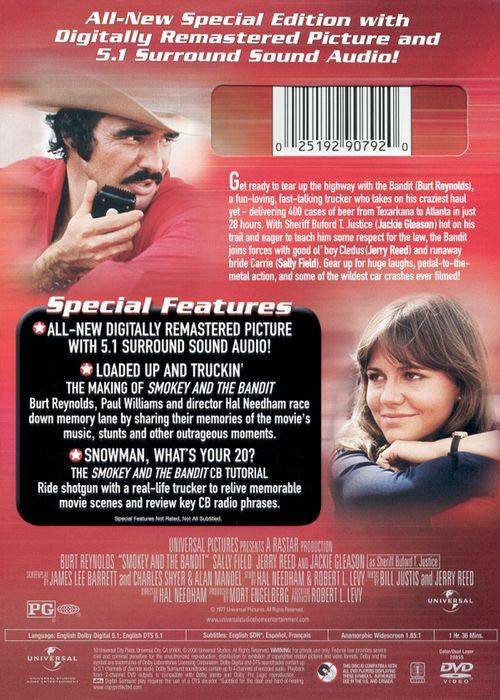 All-New Special Edition with
Digitally Remastered Picture and
5.1 Surround Sound Audio!
0 25192 90792 0
Get ready to tear up the highway with the Bandit (Burt Reynolds),
a fun-loving, fast-talking trucker who takes on his craziest haul
yet - delivering 400 cases of beer from Texarkana to Atlanta in just
28 hours. With Sheriff Buford T. Justice (Jackie Gleason) hot on his
trail and eager to teach him some respect for the law, the Bandit
joins forces with good ol' boy Cledus (Jerry Reed) and runaway
bride Carrie (Sally Field). Gear up for huge laughs, pedal-to-the-
metal action, and some of the wildest car crashes ever filmed!
Special Features
ALL-NEW DIGITALLY REMASTERED PICTURE
WITH 5.1 SURROUND SOUND AUDIO!
LOADED UP AND TRUCKIN'
THE MAKING OF SMOKEY AND THE BANDIT
Burt Reynolds, Paul Williams and director Hal Needham race
down memory lane by sharing their memories of the movie's
music, stunts and other outrageous moments.
SNOWMAN, WHAT'S YOUR 20?
THE SMOKEY AND THE BANDIT CB TUTORIAL
Ride shotgun with a real-life trucker to relive memorable
movie scenes and review key CB radio phrases.
Special Features Not Rated. Not All Subtitled.
UNIVERSAL PICTURES PRESENTS A RASTAR PRODUCTION
BURT REYNOLDS "SMOKEY AND THE BANDIT" SALLY FIELD JERRY REED AND JACKIE GLEASON as Sheriff Buford T. Justice
SCREENPLAY BY JAMES LEE BARRETT AND CHARLES SHYER & ALAN MANDEL STORY BY HAL NEEDHAM & ROBERT L. LEVY MUSIC BY BILL JUSTIS AND JERRY REED
DIRECTED BY HAL NEEDHAM PRODUCED BY MORT ENGELBERG EXECUTIVE PRODUCER ROBERT L. LEVY
© 1977 Universal Pictures. All Rights Reserved.
www.universalstudioshomeentertainment.com
PG
UNIVERSAL
Language: English Dolby Digital 5.1; English DTS 5.1
Subtitles: English SDH*, Español, Français
Anamorphic Widescreen 1.85:1
1 Hr. 36 Mins.
UNIVERSAL
Color/Dual Layer
DVD
VIDEO